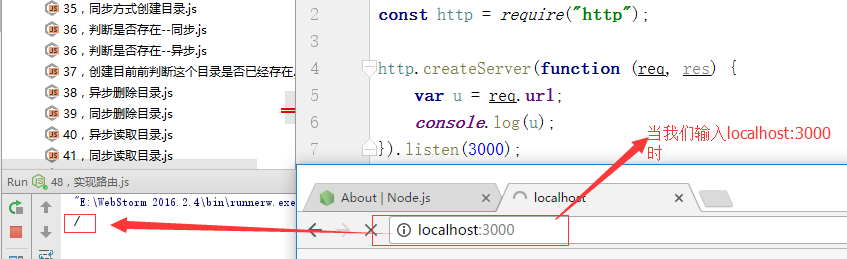 35，同步方式创建目录.js
36，判断是否存在--同步.js
36，判断是否存在--异步.js
37，创建目前前判断这个目录是否已经存在.
38，异步删除目录.js
39，同步删除目录.js
40，异步读取目录.js
41，同步读取目录.js
Run 48，实现路由.js
"E:\WebStorm 2016.2.4\bin\runnerw.exe
/
2 const http = require("http");
3
4 http.createServer(function (req, res) {
5 var u = req.url;
6 console.log(u);
7 }).listen(3000);
当我们输入localhost:3000
时
About | Node.js
localhost
localhost:3000